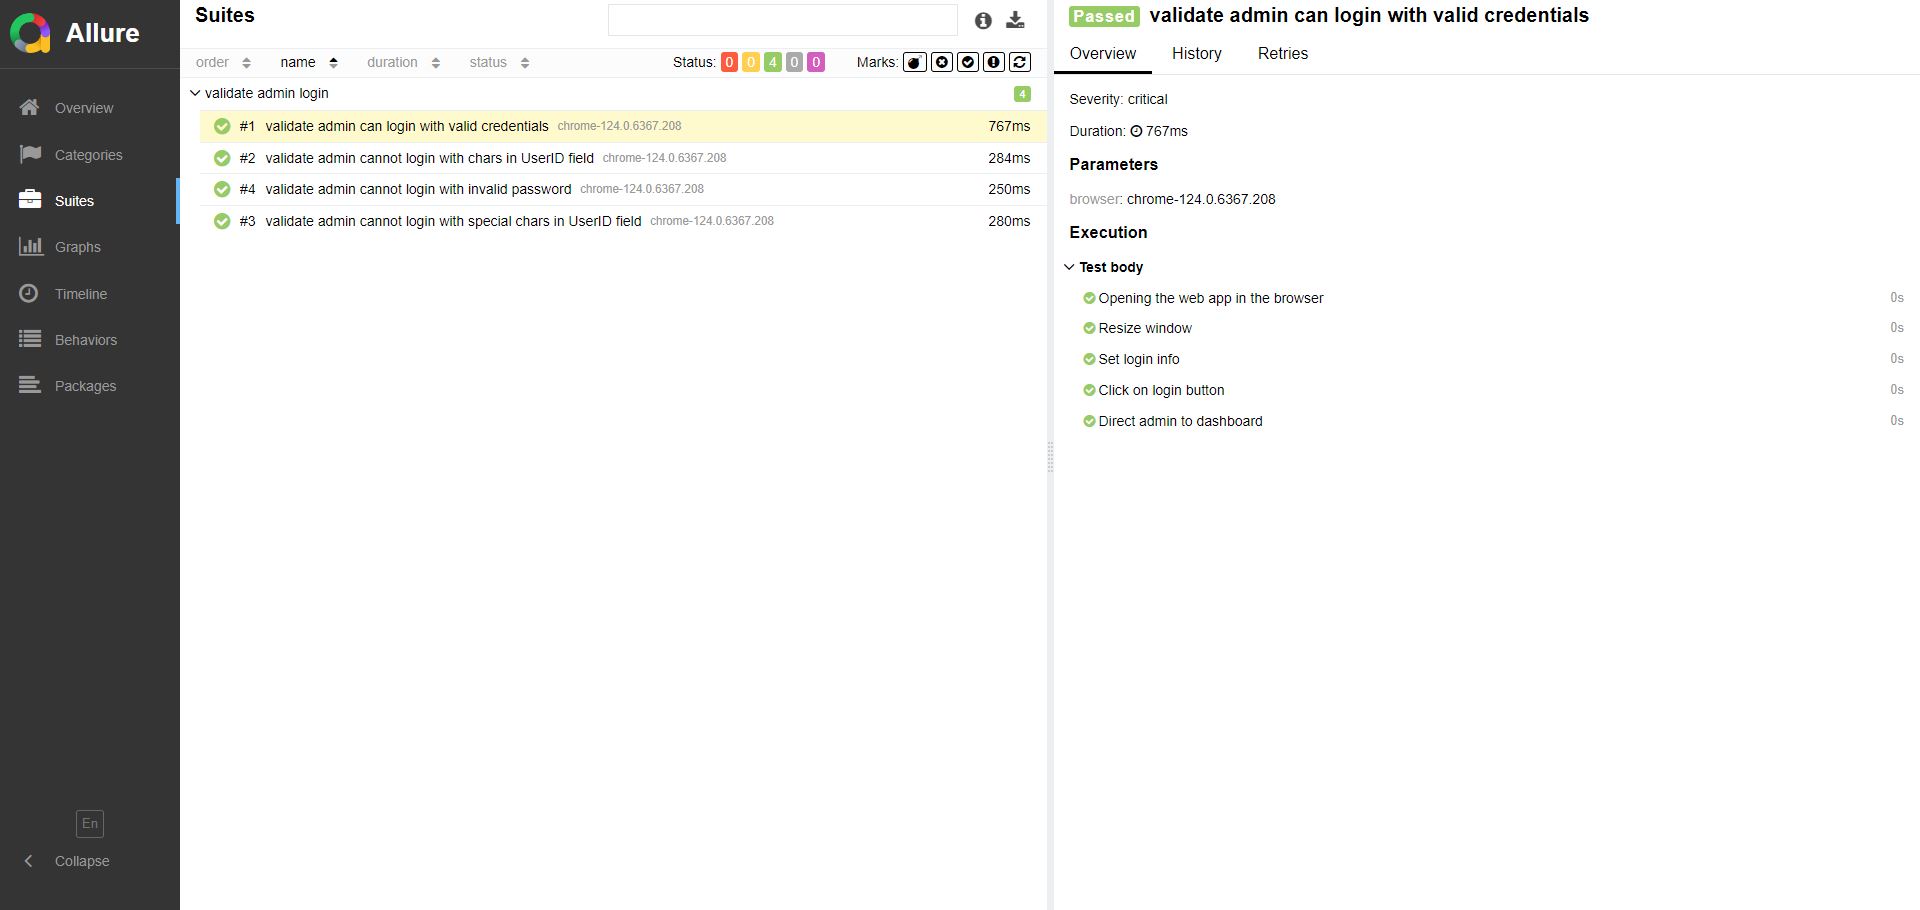 Allure
Overview
Categories
Suites
Graphs
Timeline
Behaviors
Packages
En
Collapse
Suites
order name duration status Status: 0 0 4 0 0 Marks:
validate admin login 4
#1 validate admin can login with valid credentials chrome-124.0.6367.208 767ms
#2 validate admin cannot login with chars in UserID field chrome-124.0.6367.208 284ms
#4 validate admin cannot login with invalid password chrome-124.0.6367.208 250ms
#3 validate admin cannot login with special chars in UserID field chrome-124.0.6367.208 280ms
Passed validate admin can login with valid credentials
Overview History Retries
Severity: critical
Duration: 767ms
Parameters
browser: chrome-124.0.6367.208
Execution
Test body
Opening the web app in the browser 0s
Resize window 0s
Set login info 0s
Click on login button 0s
Direct admin to dashboard 0s